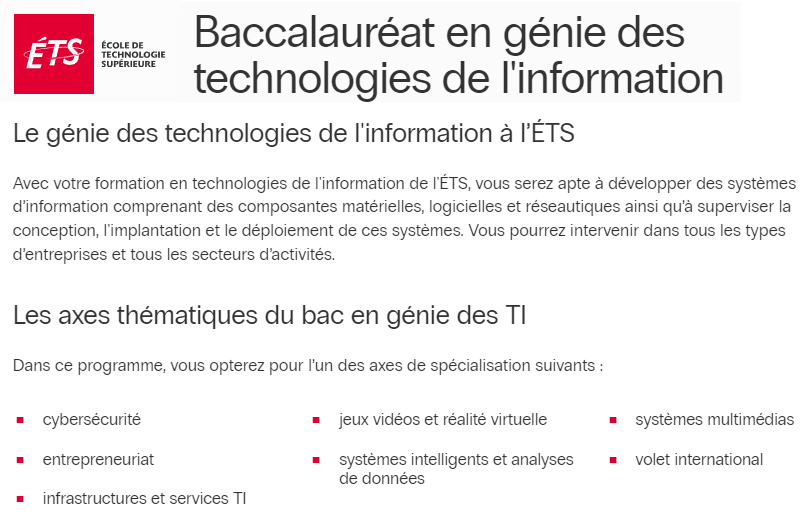 ÉTS
ÉCOLE DE
TECHNOLOGIE
SUPÉRIEURE
Baccalauréat en génie des
technologies de l'information
Le génie des technologies de l'information à l’ÉTS
Avec votre formation en technologies de l'information de l'ÉTS, vous serez apte à développer des systèmes
d’information comprenant des composantes matérielles, logicielles et réseautiques ainsi qu’à superviser la
conception, l'implantation et le déploiement de ces systèmes. Vous pourrez intervenir dans tous les types
d’entreprises et tous les secteurs d’activités.
Les axes thématiques du bac en génie des TI
Dans ce programme, vous opterez pour l’un des axes de spécialisation suivants :
cybersécurité
entrepreneuriat
infrastructures et services TI
jeux vidéos et réalité virtuelle
systèmes intelligents et analyses
de données
systèmes multimédias
volet international